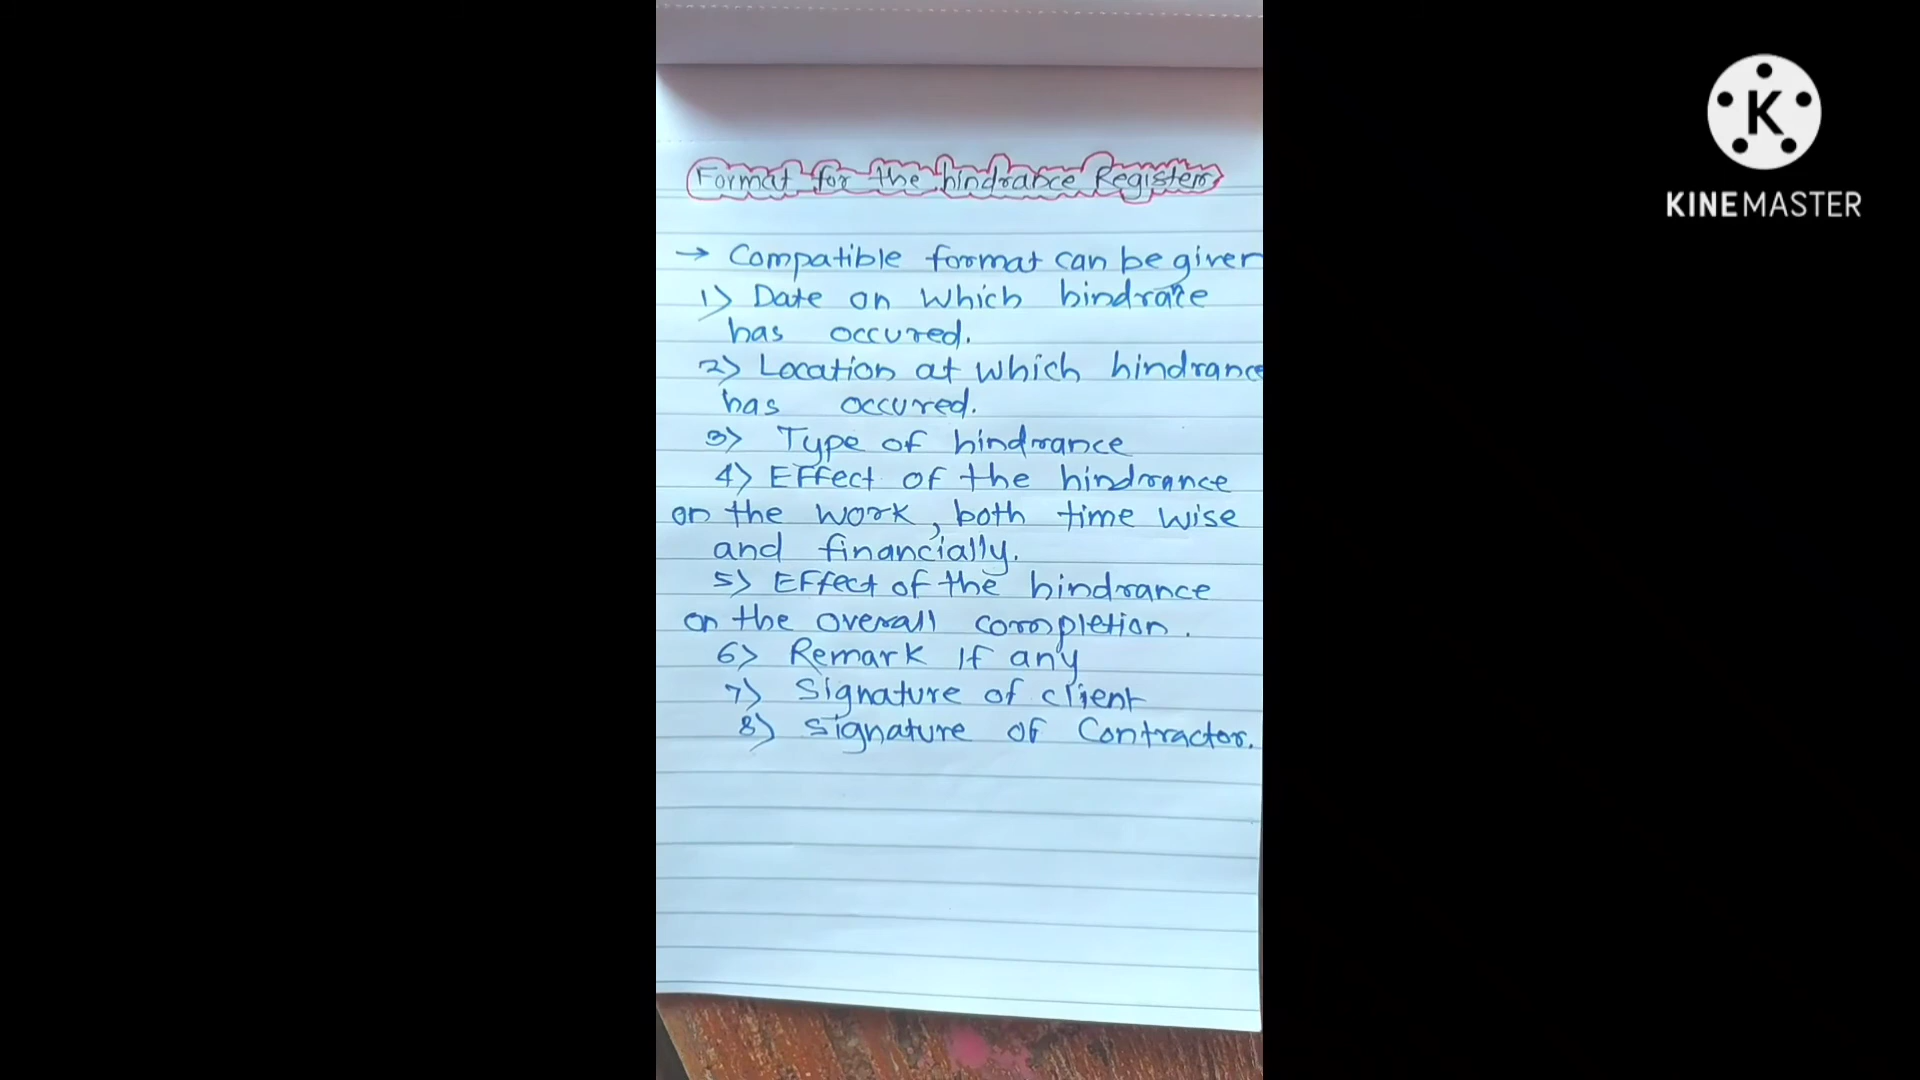 Format for the hindrance Register
→ Compatible format can be given
1) Date on which hindrance
has occured.
2) Location at which hindrance
has occured.
3) Type of hindrance
4) Effect of the hindrance
on the work, both time wise
and financially.
5) Effect of the hindrance
on the overall completion.
6) Remark If any
7) Signature of client
8) Signature of Contractor.
K
KINEMASTER